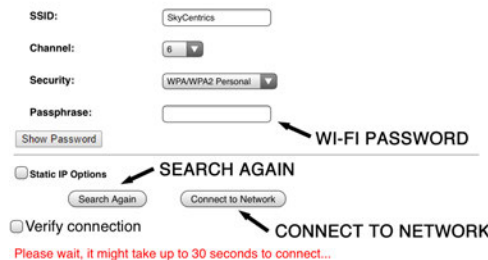 SSID: SkyCentrics
Channel: 6
Security: WPA/WPA2 Personal
Passphrase:
Show Password
WI-FI PASSWORD
Static IP Options
SEARCH AGAIN
Search Again
Connect to Network
Verify connection
CONNECT TO NETWORK
Please wait, it might take up to 30 seconds to connect...